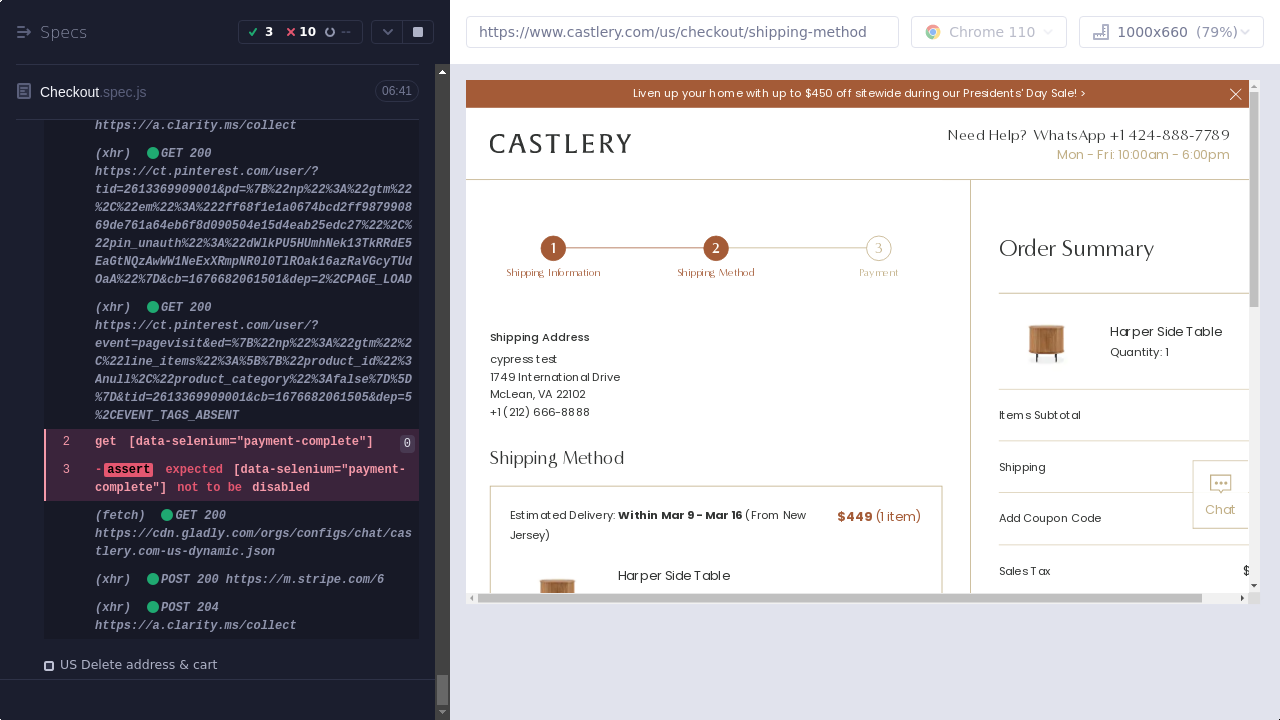 Specs
3
10
--
Checkout.spec.js
06:41
https://a.clarity.ms/collect
(xhr) GET 200
https://ct.pinterest.com/user/?
tid=2613369909001&pd=%7B%22np%22%3A%22gtm%22
%2C%22em%22%3A%222ff68f1e1a0674bcd2ff9879908
69de761a64eb6f8d090504e15d4eab25edc27%22%2C%
22pin_unauth%22%3A%22dWlkPU5HUmhNek13TkRRdE5
EaGtNQzAwWW1NeExXRmpNR0l0TlROak16azRaVGcyTUd
OaA%22%7D&cb=1676682061501&dep=2%2CPAGE_LOAD
(xhr) GET 200
https://ct.pinterest.com/user/?
event=pagevisit&ed=%7B%22np%22%3A%22gtm%22%2
C%22line_items%22%3A%5B%7B%22product_id%22%3
Anull%2C%22product_category%22%3Afalse%7D%5D
%7D&tid=2613369909001&cb=1676682061505&dep=5
%2CEVENT_TAGS_ABSENT
2 get [data-selenium="payment-complete"] 0
3 -assert expected [data-selenium="payment-
complete"] not to be disabled
(fetch) GET 200
https://cdn.gladly.com/orgs/configs/chat/cas
tlery.com-us-dynamic.json
(xhr) POST 200 https://m.stripe.com/6
(xhr) POST 204
https://a.clarity.ms/collect
US Delete address & cart
https://www.castlery.com/us/checkout/shipping-method
Chrome 110
1000x660 (79%)
Liven up your home with up to $450 off sitewide during our Presidents' Day Sale! >
CASTLERY
Need Help? WhatsApp +1 424-888-7789
Mon - Fri: 10:00am - 6:00pm
1
2
3
Shipping Information
Shipping Method
Payment
Shipping Address
cypress test
1749 International Drive
McLean, VA 22102
+1 (212) 666-8888
Shipping Method
Estimated Delivery: Within Mar 9 - Mar 16 (From New
Jersey)
$449 (1 item)
Harper Side Table
Order Summary
Harper Side Table
Quantity: 1
Items Subtotal
Shipping
Add Coupon Code
Sales Tax
$
Chat